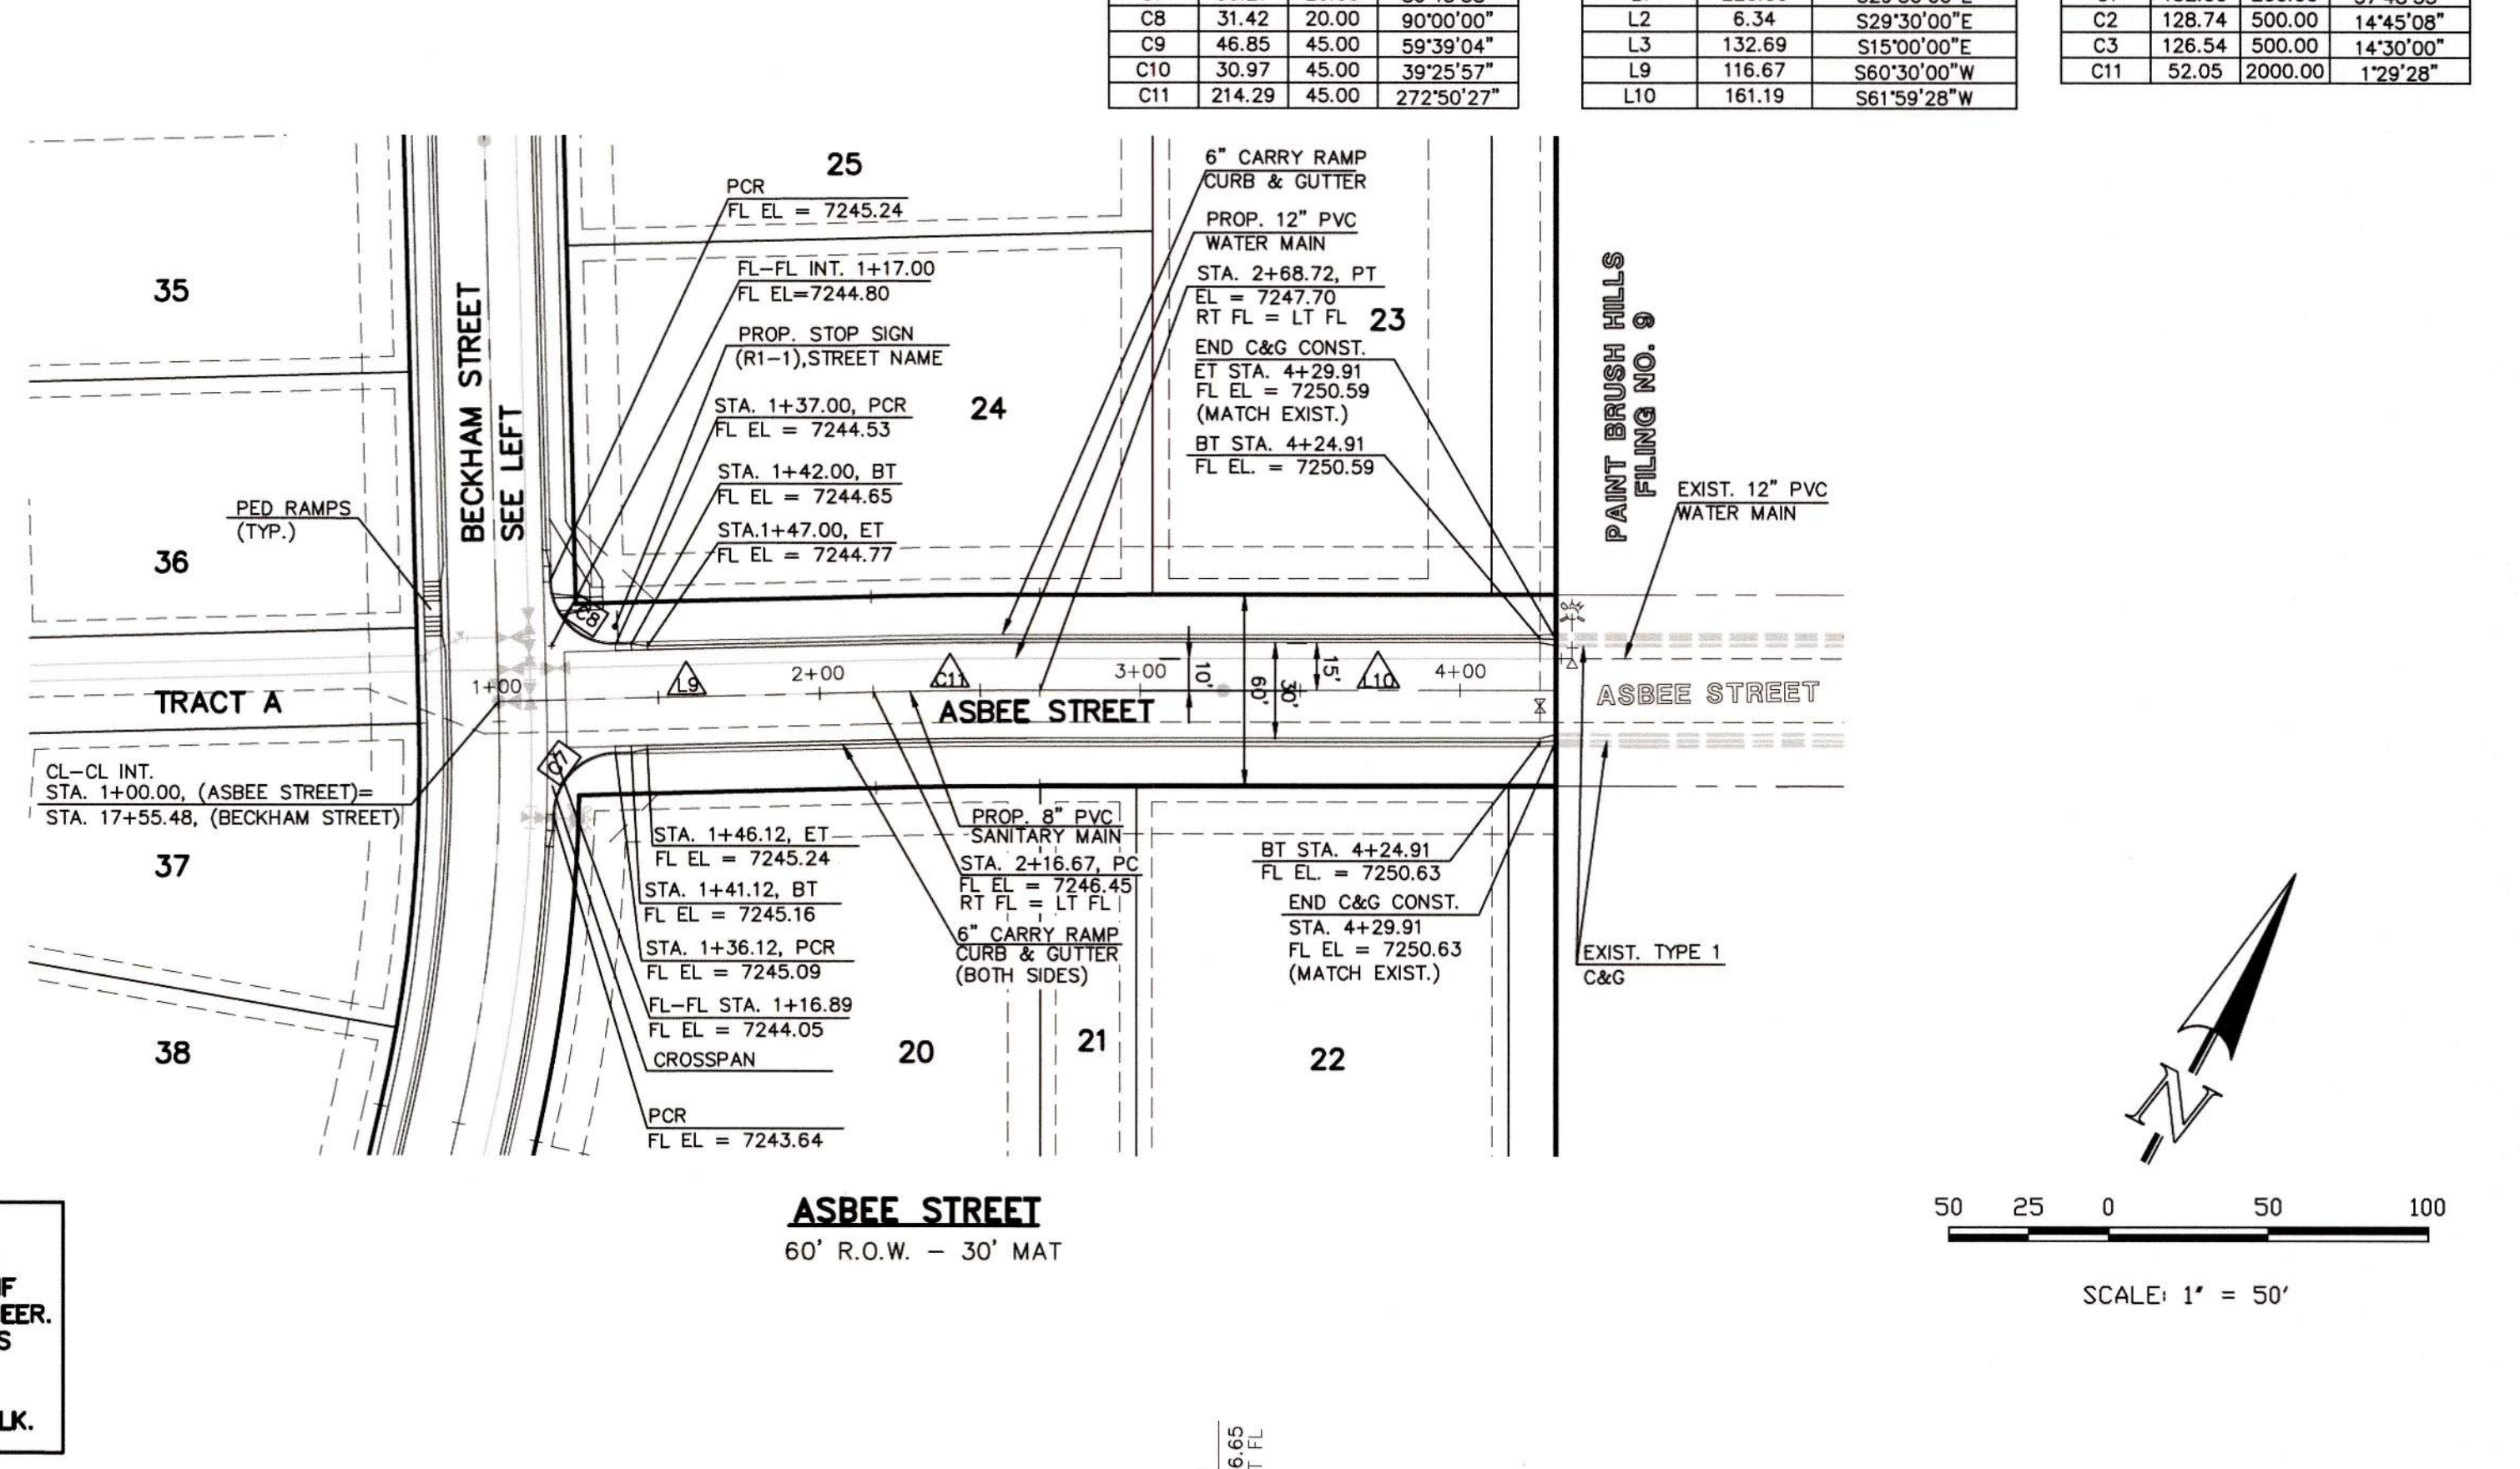 C8 31.42 20.00 90°00'00"
C9 46.85 45.00 59°39'04"
C10 30.97 45.00 39°25'57"
C11 214.29 45.00 272°50'27"
L2 6.34 S29°30'00"E
L3 132.69 S15°00'00"E
L9 116.67 S60°30'00"W
L10 161.19 S61°59'28"W
C2 128.74 500.00 14°45'08"
C3 126.54 500.00 14°30'00"
C11 52.05 2000.00 1°29'28"
25
PCR
FL EL = 7245.24
FL-FL INT. 1+17.00
FL EL=7244.80
PROP. STOP SIGN
(R1-1),STREET NAME
STA. 1+37.00, PCR
FL EL = 7244.53
STA. 1+42.00, BT
FL EL = 7244.65
STA.1+47.00, ET
FL EL = 7244.77
24
6" CARRY RAMP
CURB & GUTTER
PROP. 12" PVC
WATER MAIN
STA. 2+68.72, PT
EL = 7247.70
RT FL = LT FL
23
END C&G CONST.
ET STA. 4+29.91
FL EL = 7250.59
(MATCH EXIST.)
BT STA. 4+24.91
FL EL. = 7250.59
PAINT BRUSH HILLS
FILING NO. 9
EXIST. 12" PVC
WATER MAIN
35
BECKHAM STREET
SEE LEFT
PED RAMPS
(TYP.)
36
C8
1+00
L9
2+00
C11
3+00
10'
60'
30'
15'
L10
4+00
ASBEE STREET
ASBEE STREET
TRACT A
C7
CL-CL INT.
STA. 1+00.00, (ASBEE STREET)=
STA. 17+55.48, (BECKHAM STREET)
37
38
STA. 1+46.12, ET
FL EL = 7245.24
STA. 1+41.12, BT
FL EL = 7245.16
STA. 1+36.12, PCR
FL EL = 7245.09
FL-FL STA. 1+16.89
FL EL = 7244.05
CROSSPAN
PCR
FL EL = 7243.64
PROP. 8" PVC
SANITARY MAIN
STA. 2+16.67, PC
FL EL = 7246.45
RT FL = LT FL
6" CARRY RAMP
CURB & GUTTER
(BOTH SIDES)
20
21
22
BT STA. 4+24.91
FL EL. = 7250.63
END C&G CONST.
STA. 4+29.91
FL EL = 7250.63
(MATCH EXIST.)
EXIST. TYPE 1
C&G
N
ASBEE STREET
60' R.O.W. - 30' MAT
50 25 0 50 100
SCALE: 1" = 50'
EER.
LK.
6.65
T FL